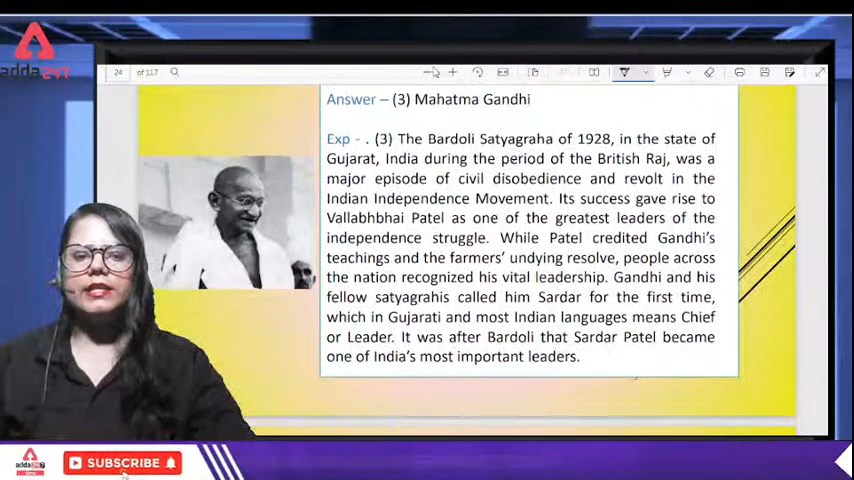 adda247
24 of 117
Answer – (3) Mahatma Gandhi
Exp - . (3) The Bardoli Satyagraha of 1928, in the state of
Gujarat, India during the period of the British Raj, was a
major episode of civil disobedience and revolt in the
Indian Independence Movement. Its success gave rise to
Vallabhbhai Patel as one of the greatest leaders of the
independence struggle. While Patel credited Gandhi's
teachings and the farmers' undying resolve, people across
the nation recognized his vital leadership. Gandhi and his
fellow satyagrahis called him Sardar for the first time,
which in Gujarati and most Indian languages means Chief
or Leader. It was after Bardoli that Sardar Patel became
one of India's most important leaders.
adda247
SUBSCRIBE